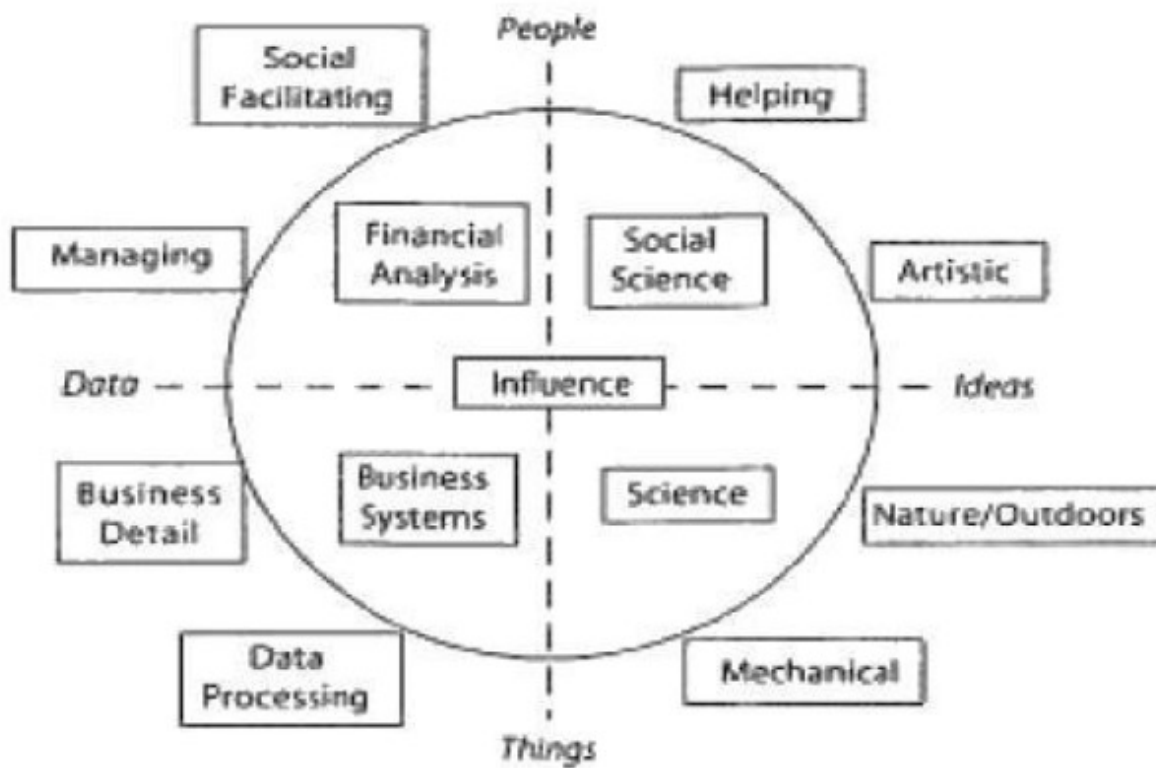 People
Social
Facilitating
Helping
Managing
Financial
Analysis
Social
Science
Artistic
Data
Influence
Ideas
Business
Detail
Business
Systems
Science
Nature/Outdoors
Data
Processing
Mechanical
Things